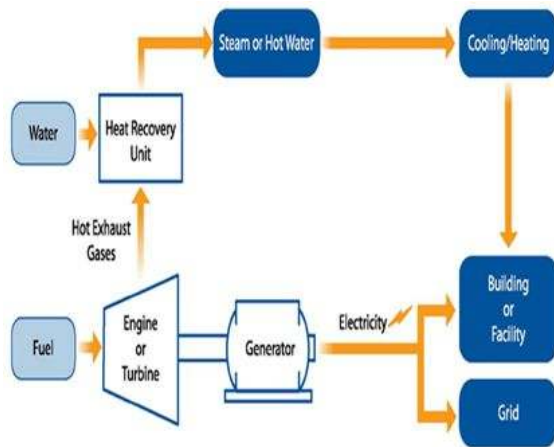 Steam or Hot Water
Cooling/Heating
Water
Heat Recovery
Unit
Hot Exhaust
Gases
Fuel
Engine
or
Turbine
Generator
Electricity
Building
or
Facility
Grid